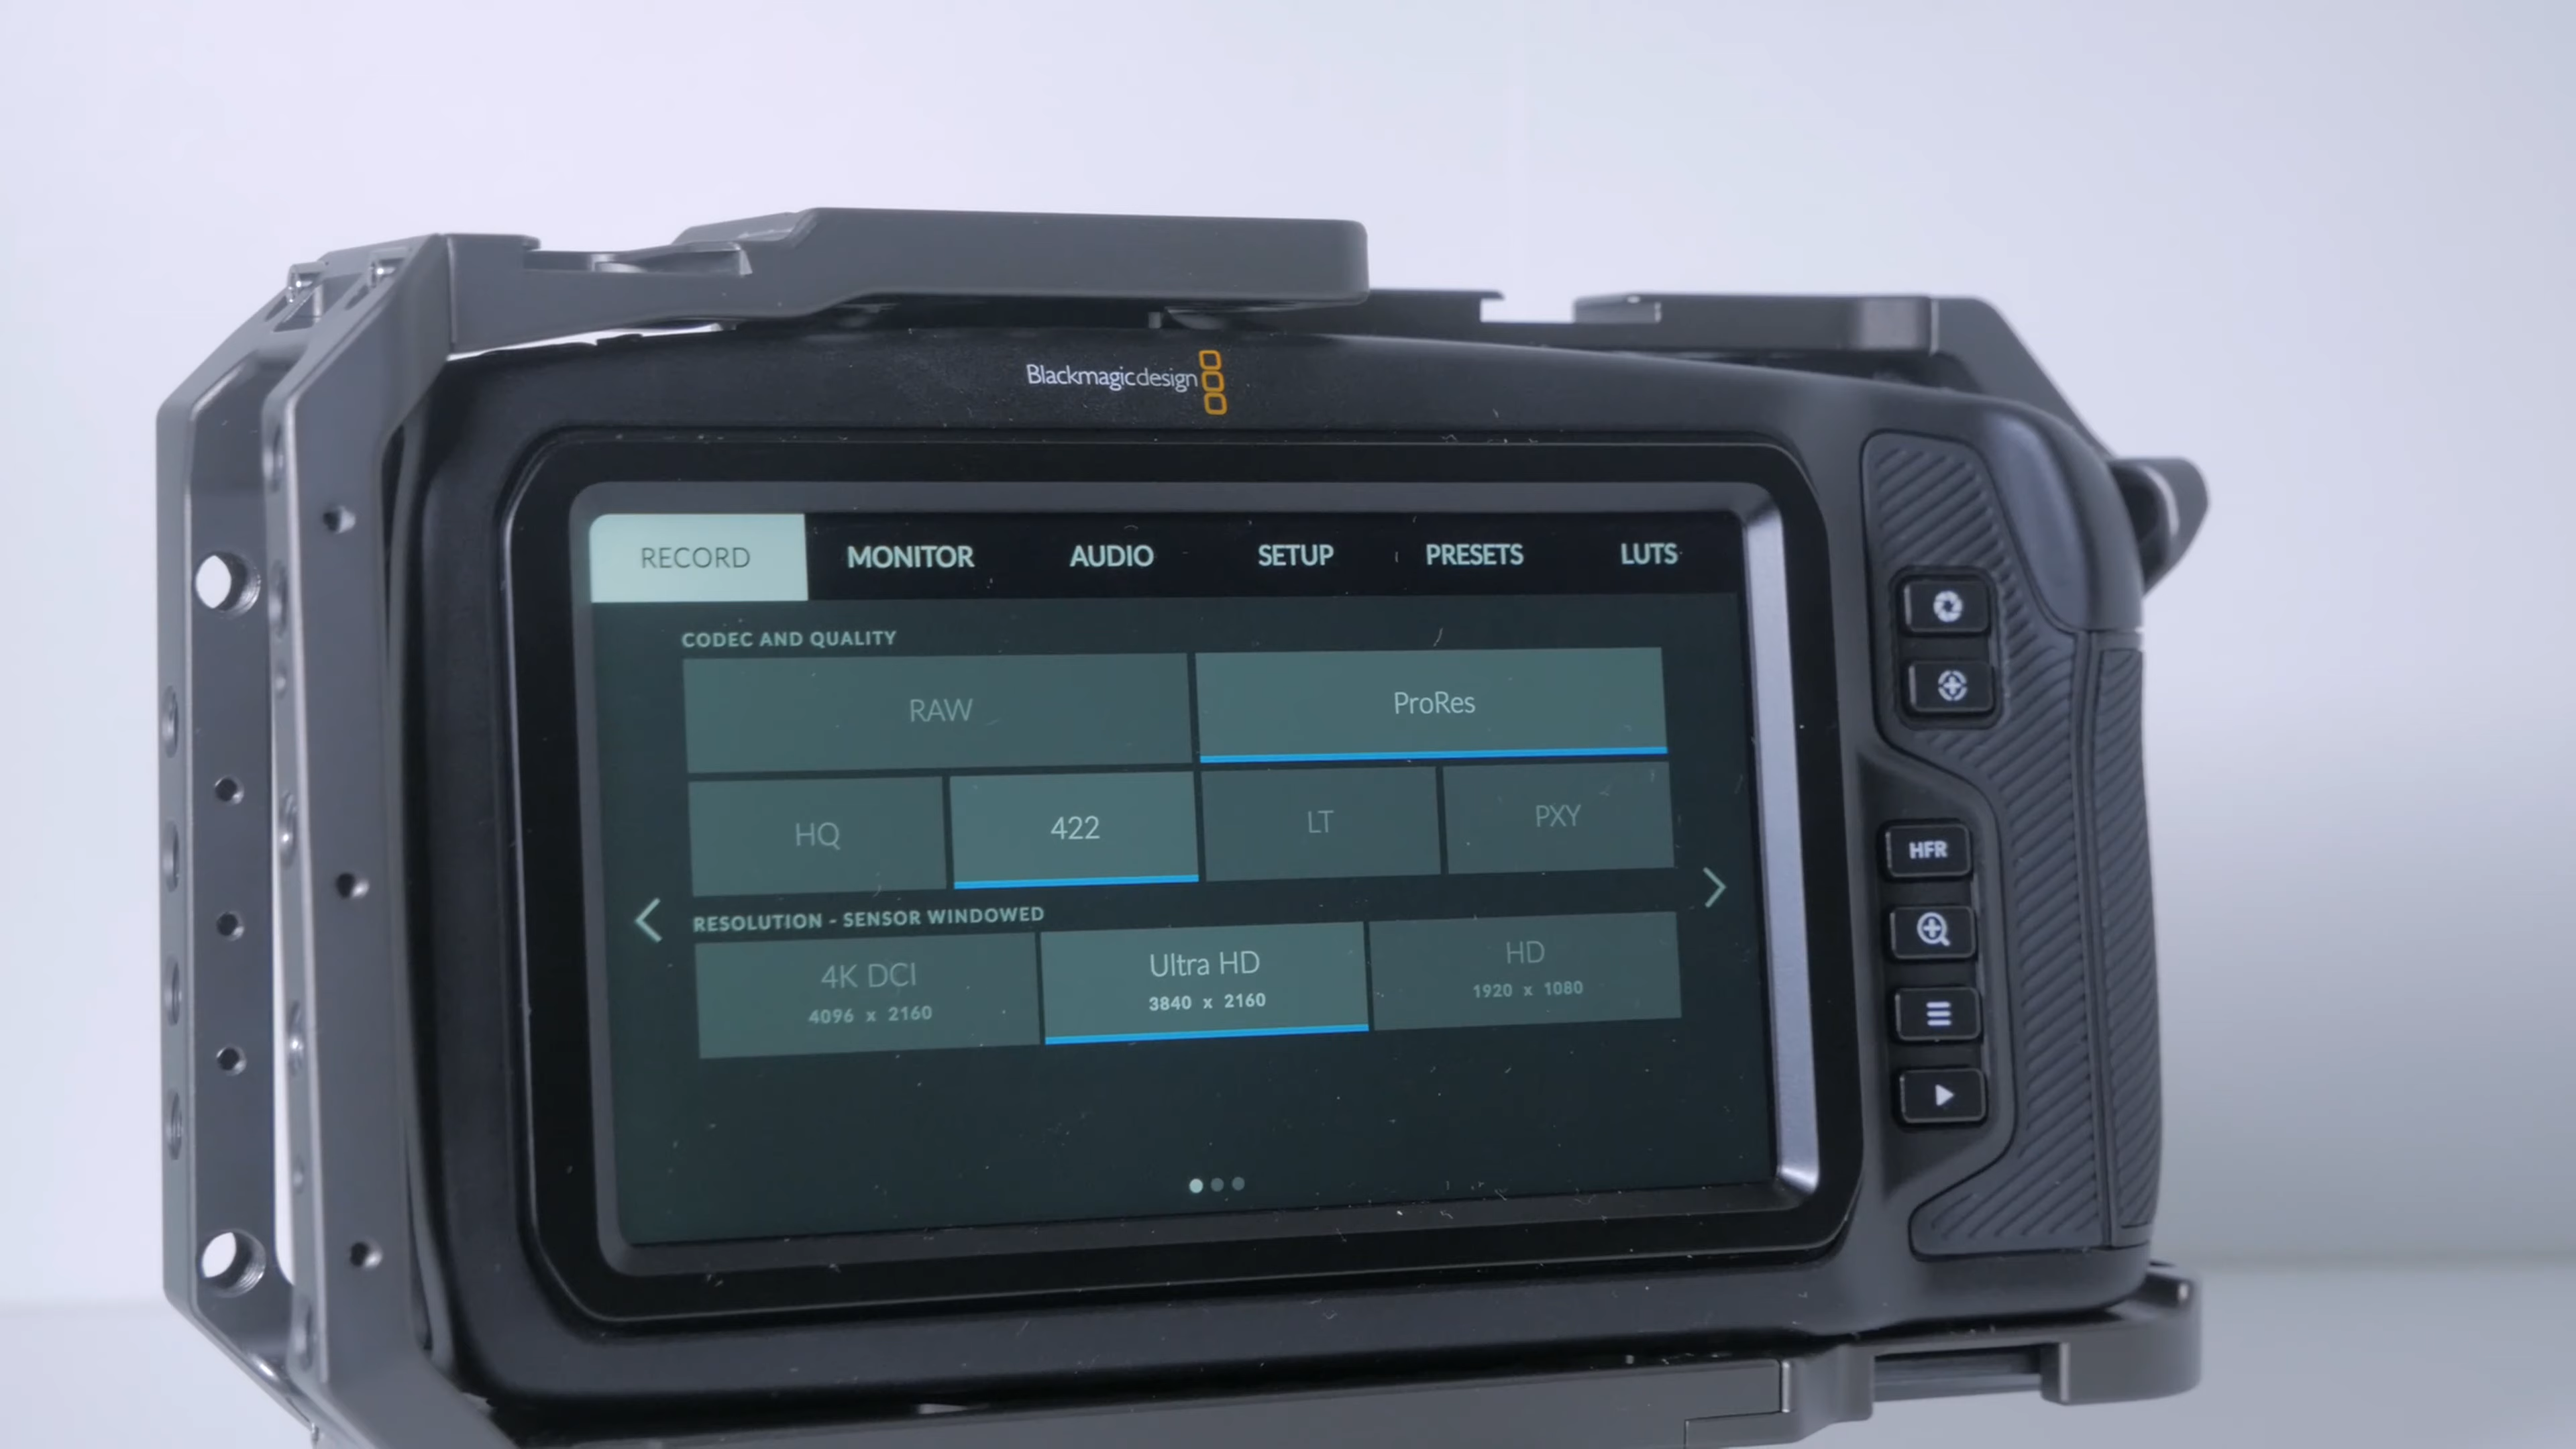 Blackmagicdesign
RECORD MONITOR AUDIO SETUP PRESETS LUTS
CODEC AND QUALITY
RAW ProRes
HQ 422 LT PXY
HFR
RESOLUTION - SENSOR WINDOWED
4K DCI Ultra HD HD
4096 x 2160 3840 x 2160 1920 x 1080